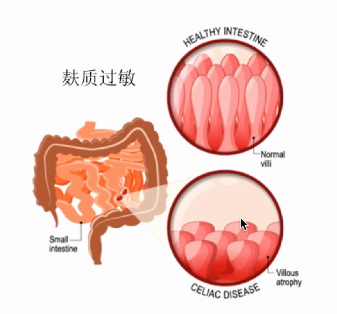 HEALTHY INTESTINE
麸质过敏
Normal
villi
Small
intestine
Villous
atrophy
CELIAC DISEASE